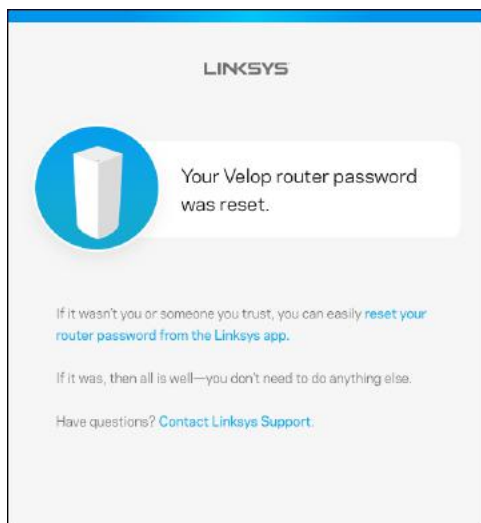 LINKSYS
Your Velop router password
was reset.
If it wasn't you or someone you trust, you can easily reset your
router password from the Linksys app.
If it was, then all is well—you don't need to do anything else.
Have questions? Contact Linksys Support.